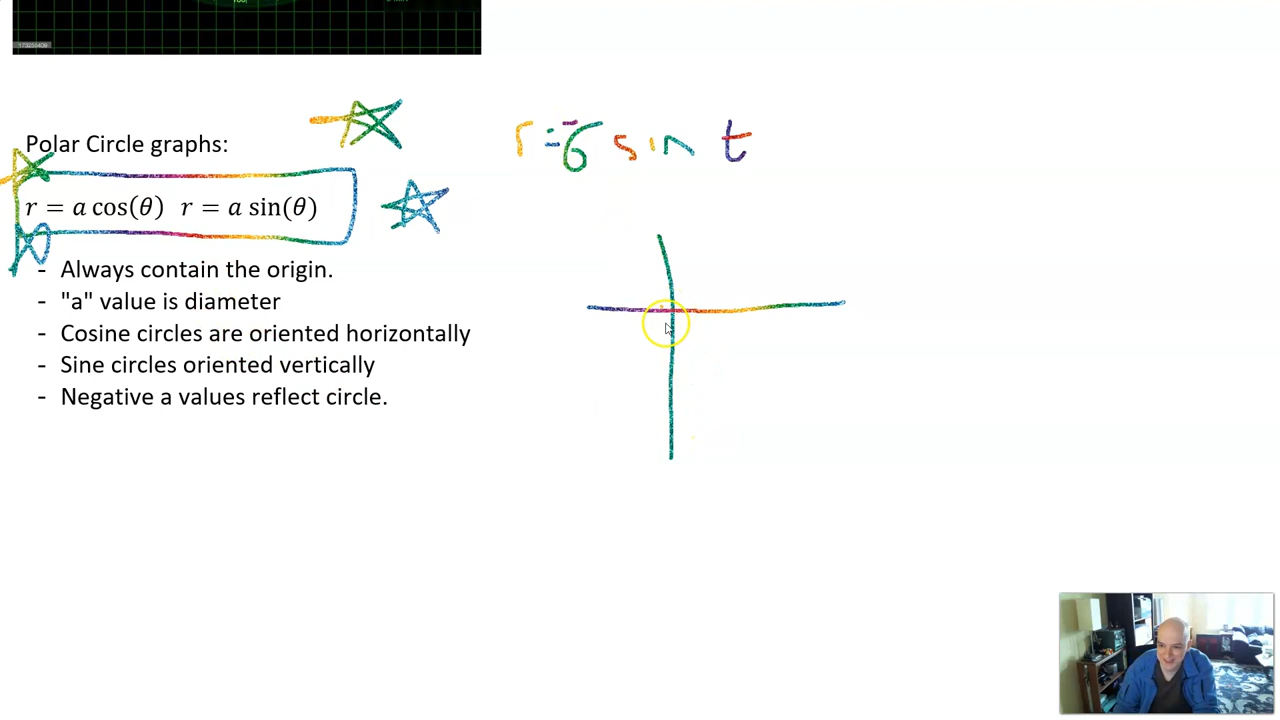 173255409
r = -6 sin t
Polar Circle graphs:
r = a cos(θ) r = a sin(θ)
- Always contain the origin.
- "a" value is diameter
- Cosine circles are oriented horizontally
- Sine circles oriented vertically
- Negative a values reflect circle.